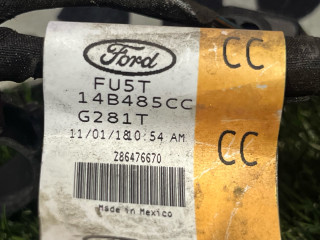 Ford
CC
FU5T
14B485CC
G281T
11/01/18 10:54 AM
CC
Z86476670
Made in Mexico